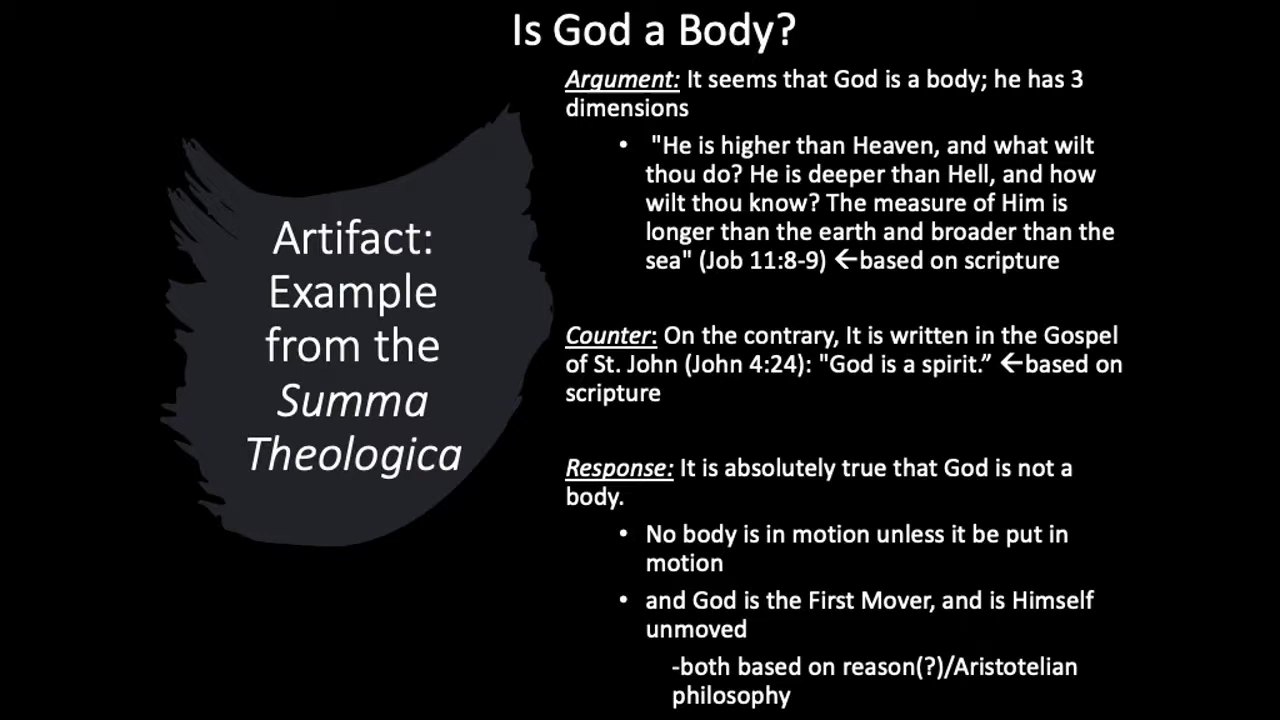 Is God a Body?
Artifact:
Example
from the
Summa
Theologica
Argument: It seems that God is a body; he has 3
dimensions
• "He is higher than Heaven, and what wilt
thou do? He is deeper than Hell, and how
wilt thou know? The measure of Him is
longer than the earth and broader than the
sea" (Job 11:8-9) ←based on scripture
Counter: On the contrary, It is written in the Gospel
of St. John (John 4:24): "God is a spirit.” ←based on
scripture
Response: It is absolutely true that God is not a
body.
• No body is in motion unless it be put in
motion
• and God is the First Mover, and is Himself
unmoved
-both based on reason(?)/Aristotelian
philosophy